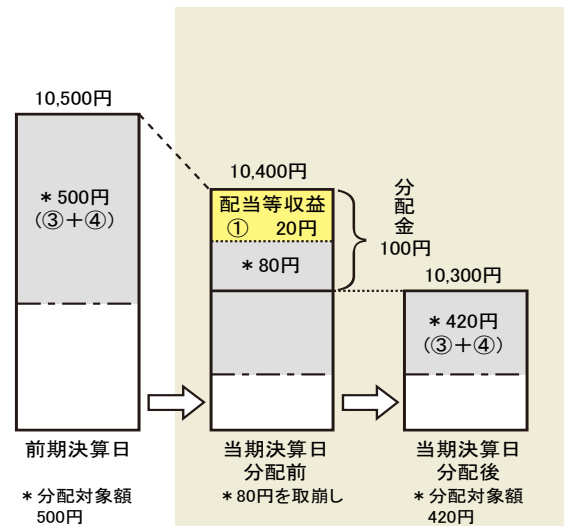 10,500円
＊500円
（③＋④）
前期決算日
＊分配対象額
500円
10,400円
配当等収益
① 20円
＊80円
分配金
100円
当期決算日
分配前
＊80円を取崩し
10,300円
＊420円
（③＋④）
当期決算日
分配後
＊分配対象額
420円